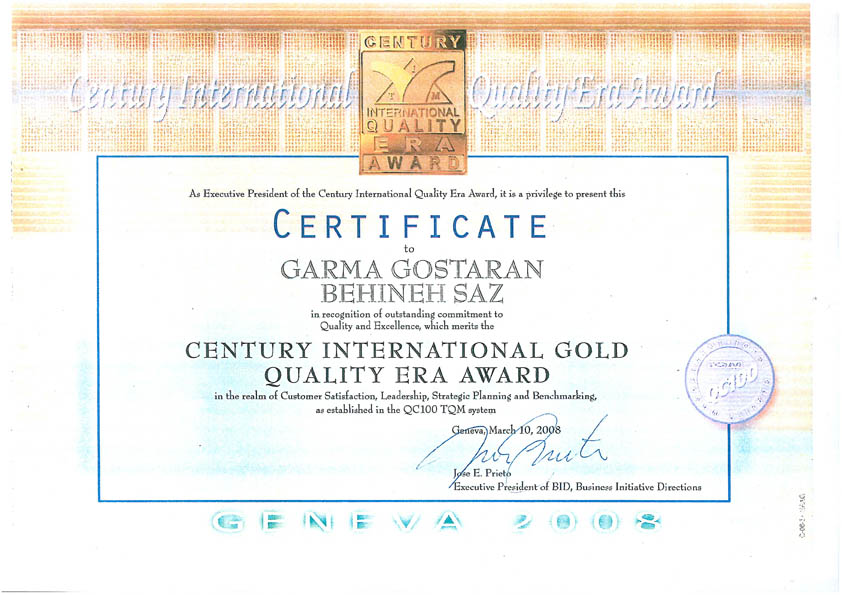 Century International Quality Era Award
CENTURY
T Q M
INTERNATIONAL
QUALITY
ERA
AWARD
As Executive President of the Century International Quality Era Award, it is a privilege to present this
CERTIFICATE
to
GARMA GOSTARAN
BEHINEH SAZ
in recognition of outstanding commitment to
Quality and Excellence, which merits the
CENTURY INTERNATIONAL GOLD
QUALITY ERA AWARD
in the realm of Customer Satisfaction, Leadership, Strategic Planning and Benchmarking,
as established in the QC100 TQM system
QC100
Geneva, March 10, 2008
Jose E. Prieto
Executive President of BID, Business Initiative Directions
GENEVA 2008